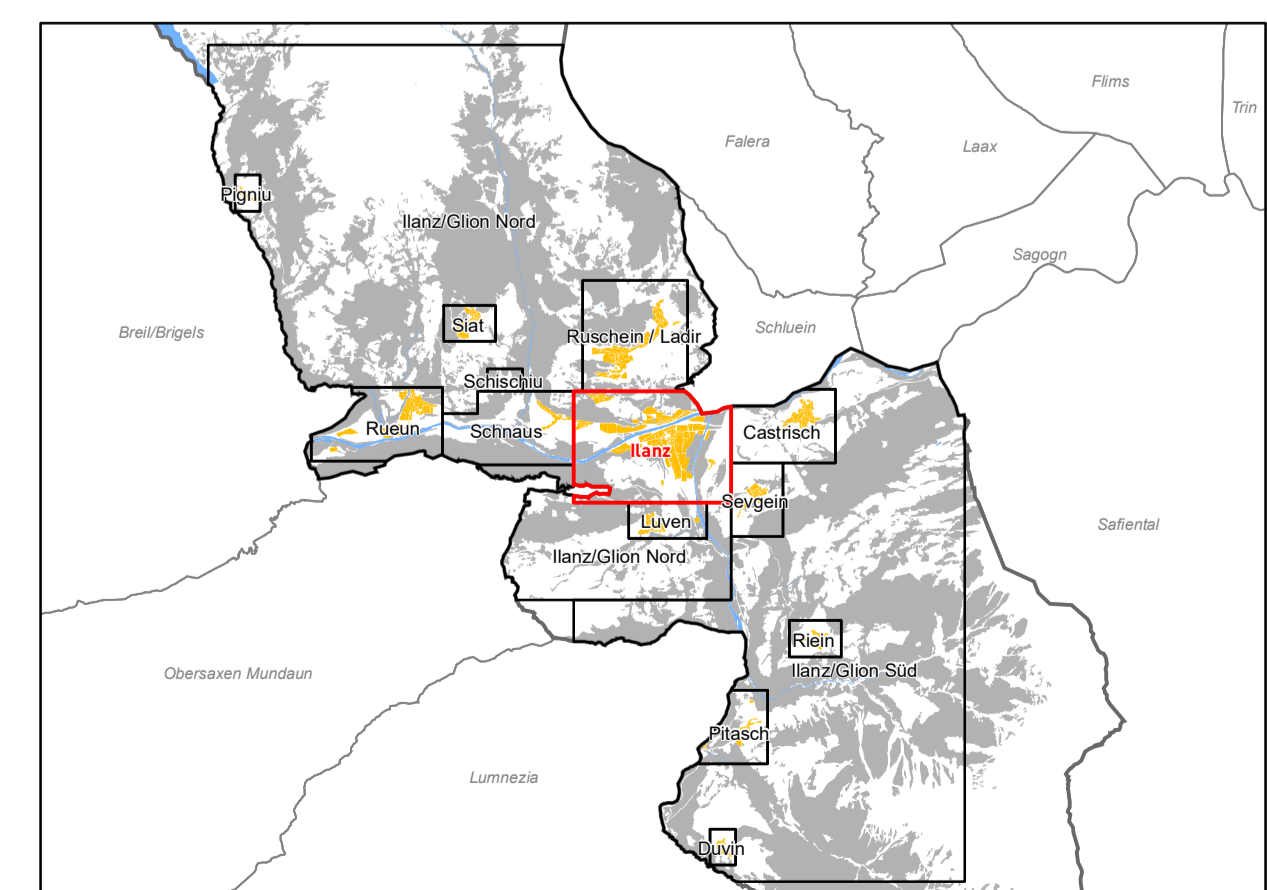 Flims
Trin
Falera
Laax
Pigniu
Ilanz/Glion Nord
Sagogn
Breil/Brigels
Siat
Schluein
Ruschein / Ladir
Schischiu
Rueun
Schnaus
Castrisch
Ilanz
Sevgein
Luven
Safiental
Ilanz/Glion Nord
Riein
Obersaxen Mundaun
Ilanz/Glion Süd
Pitasch
Lumnezia
Duvin